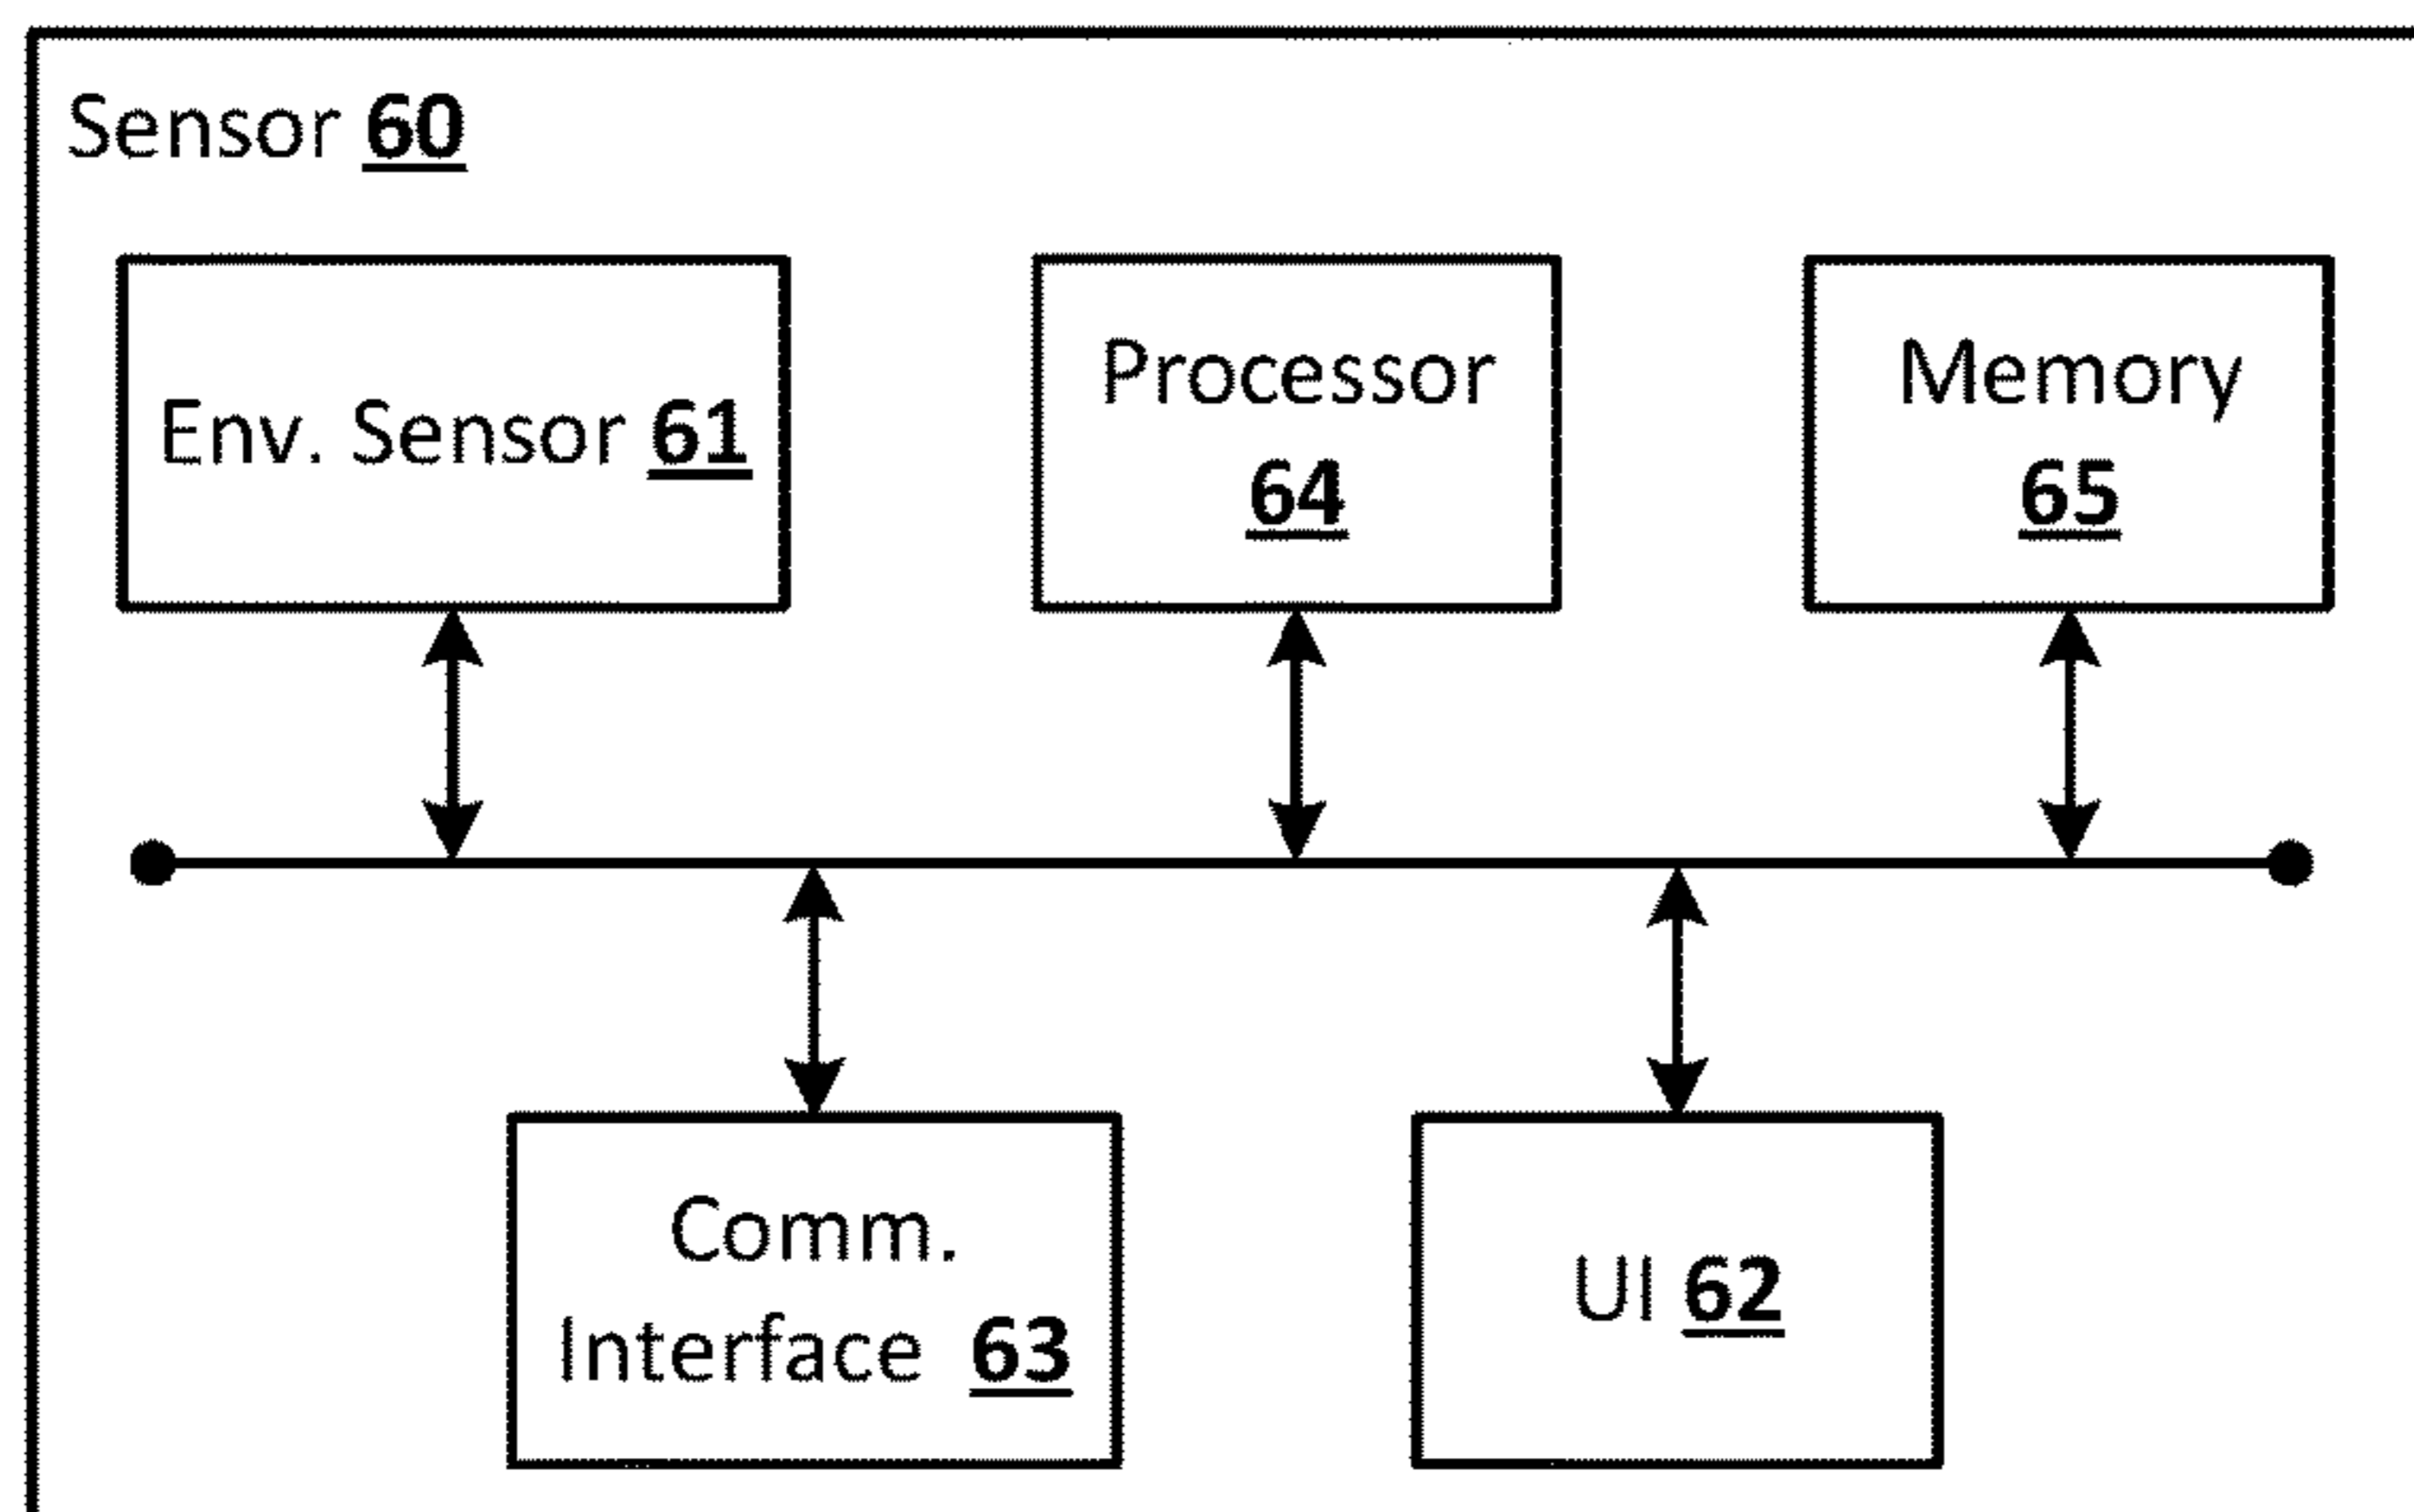 Sensor 60
Env. Sensor 61
Processor
64
Memory
65
Comm.
Interface 63
UI 62